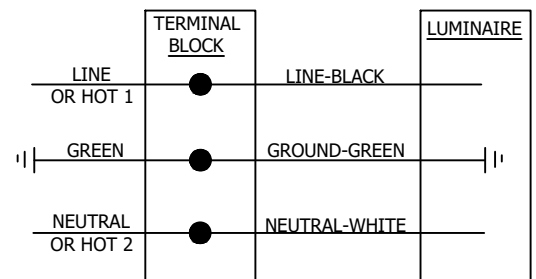 TERMINAL
BLOCK
LUMINAIRE
LINE
OR HOT 1
LINE-BLACK
GREEN
GROUND-GREEN
NEUTRAL
OR HOT 2
NEUTRAL-WHITE